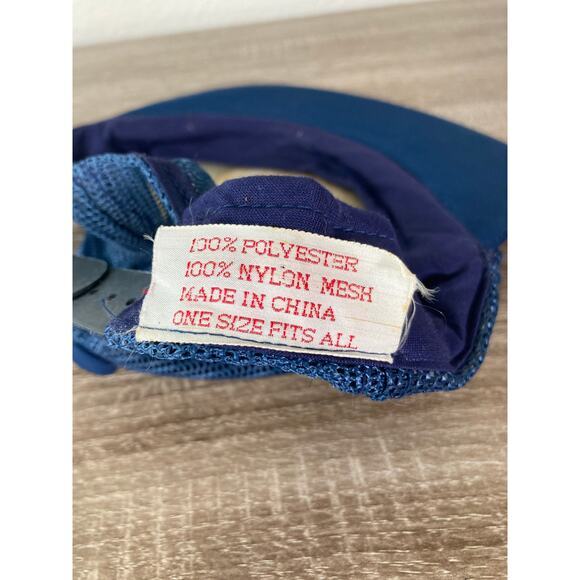 100% POLYESTER
100% NYLON MESH
MADE IN CHINA
ONE SIZE FITS ALL